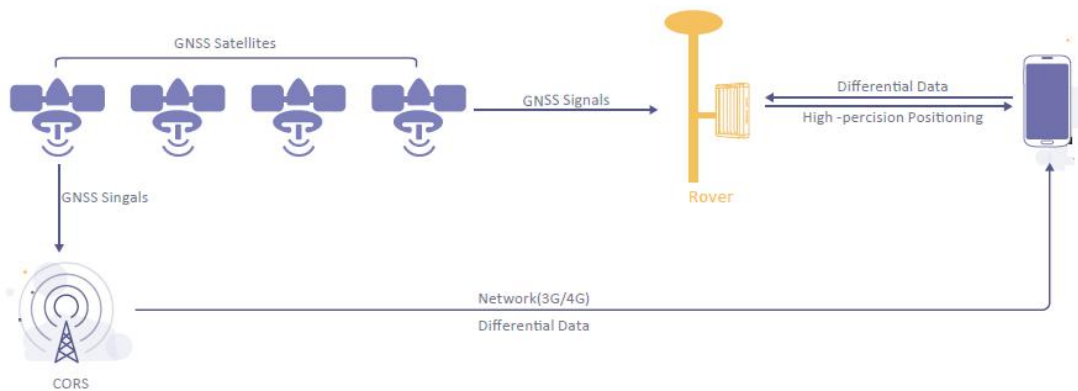 GNSS Satellites
GNSS Signals
Differential Data
High -percision Positioning
Rover
GNSS Singals
Network(3G/4G)
Differential Data
CORS